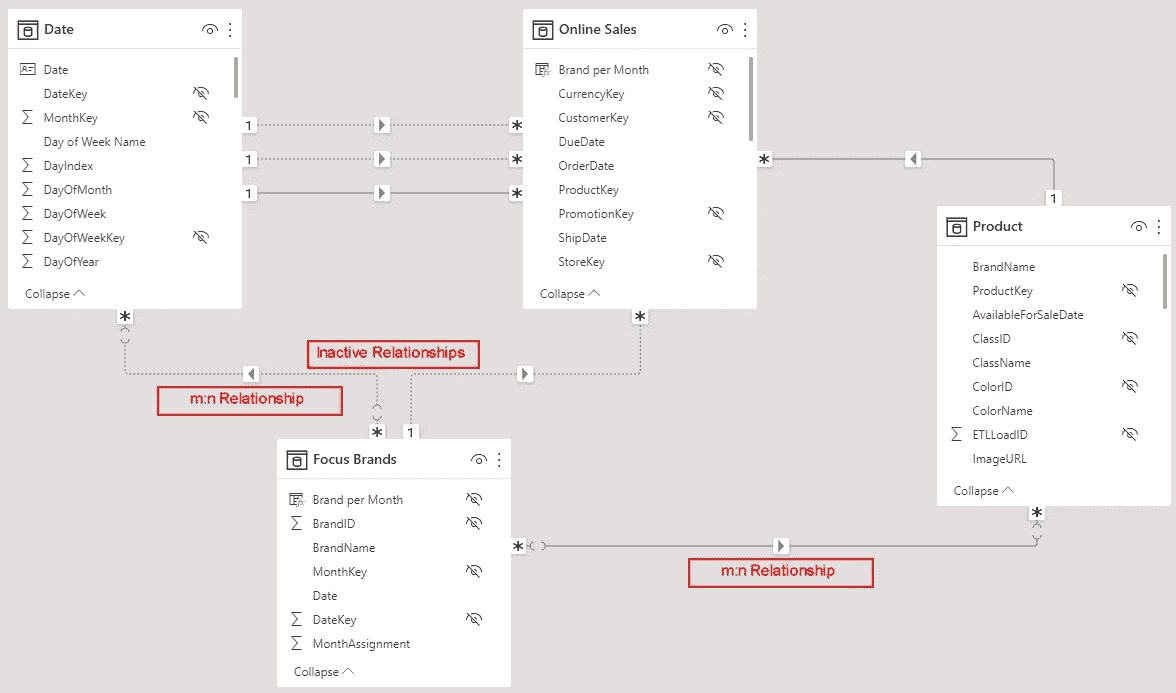 Date
Date
DateKey
MonthKey
Day of Week Name
DayIndex
DayOfMonth
DayOfWeek
DayOfWeekKey
DayOfYear
Collapse
1
1
1
*
*
*
*
Online Sales
Brand per Month
CurrencyKey
CustomerKey
DueDate
OrderDate
ProductKey
PromotionKey
ShipDate
StoreKey
Collapse
*
*
1
Product
BrandName
ProductKey
AvailableForSaleDate
ClassID
ClassName
ColorID
ColorName
ETLLoadID
ImageURL
Collapse
*
Inactive Relationships
m:n Relationship
*
1
Focus Brands
Brand per Month
BrandID
BrandName
MonthKey
Date
DateKey
MonthAssignment
Collapse
*
m:n Relationship